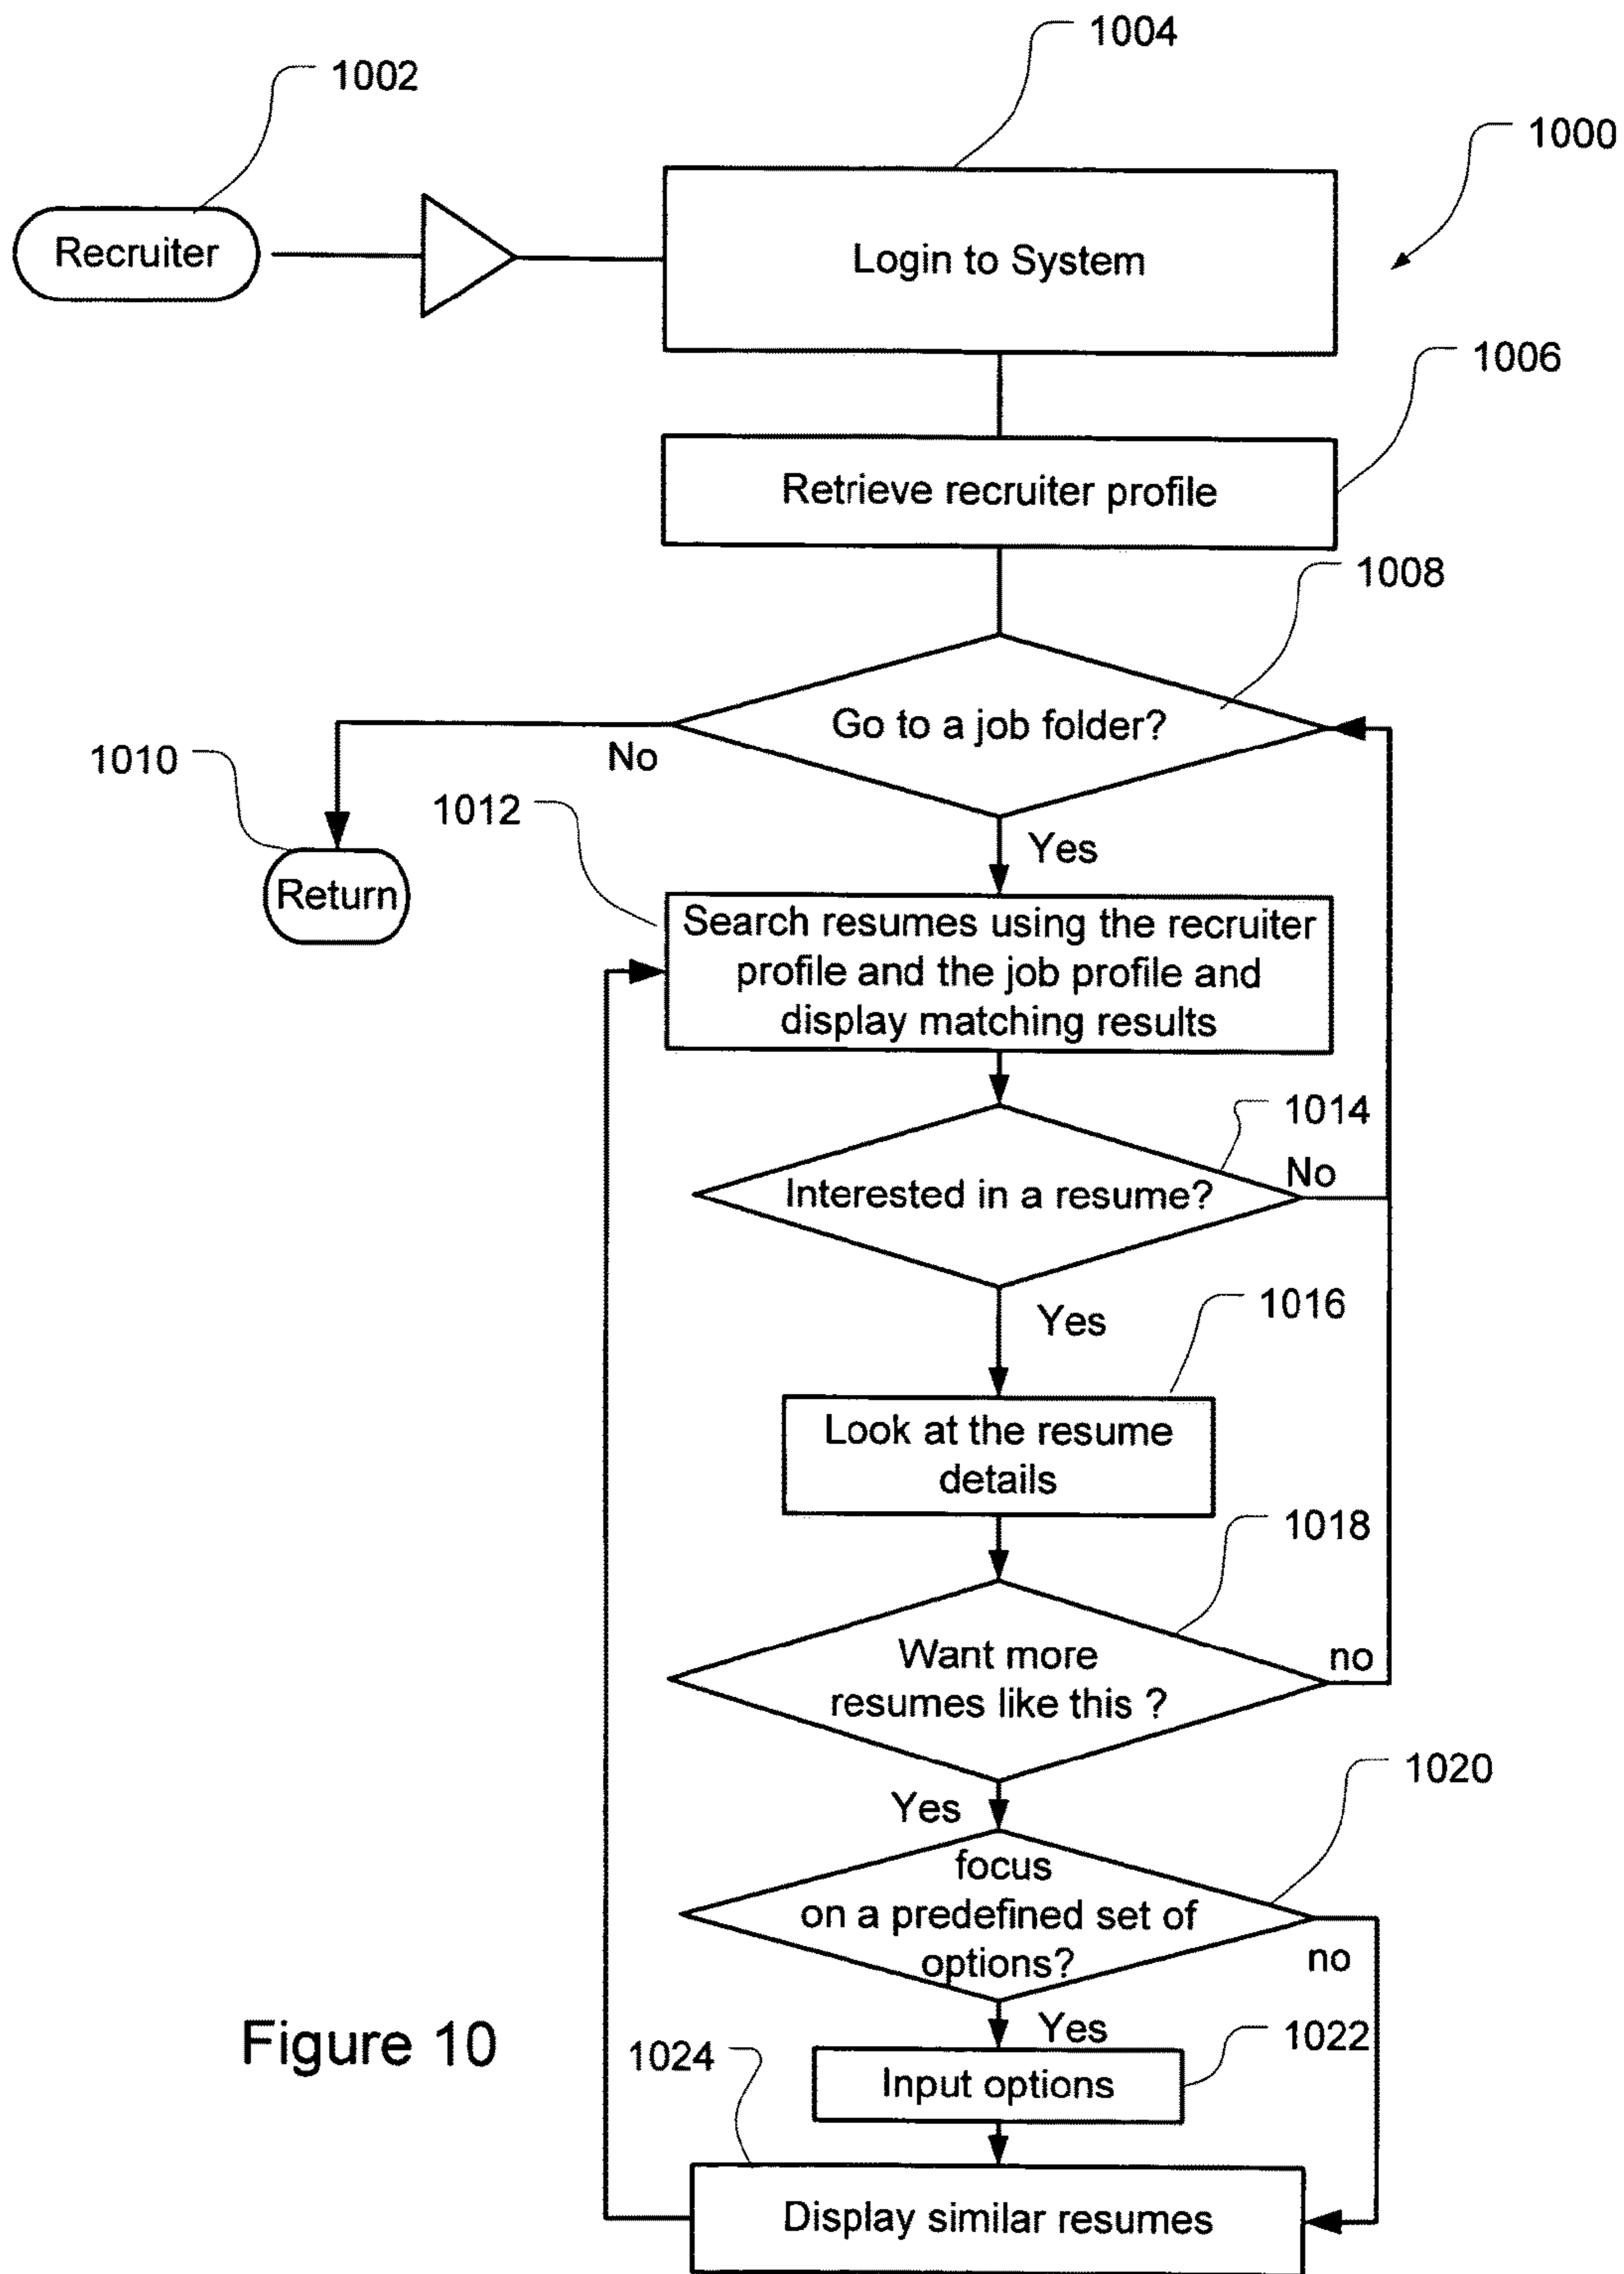 1004
1002
1000
Recruiter
Login to System
1006
Retrieve recruiter profile
1008
Go to a job folder?
No
1010
1012
Yes
Return
Search resumes using the recruiter
profile and the job profile and
display matching results
1014
No
Interested in a resume?
1016
Yes
Look at the resume
details
1018
Want more
resumes like this ?
no
1020
Yes
focus
on a predefined set of
options?
no
Figure 10
Yes
1022
1024
Input options
Display similar resumes